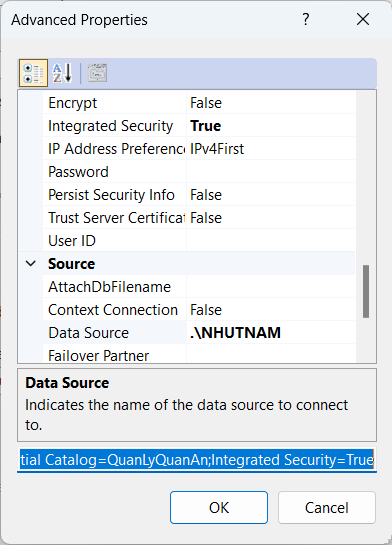 Advanced Properties
Encrypt False
Integrated Security True
IP Address Preference IPv4First
Password
Persist Security Info False
Trust Server Certificat False
User ID
Source
AttachDbFilename
Context Connection False
Data Source .\NHUTNAM
Failover Partner
Data Source
Indicates the name of the data source to connect
to.
tial Catalog=QuanLyQuanAn;Integrated Security=True
OK Cancel